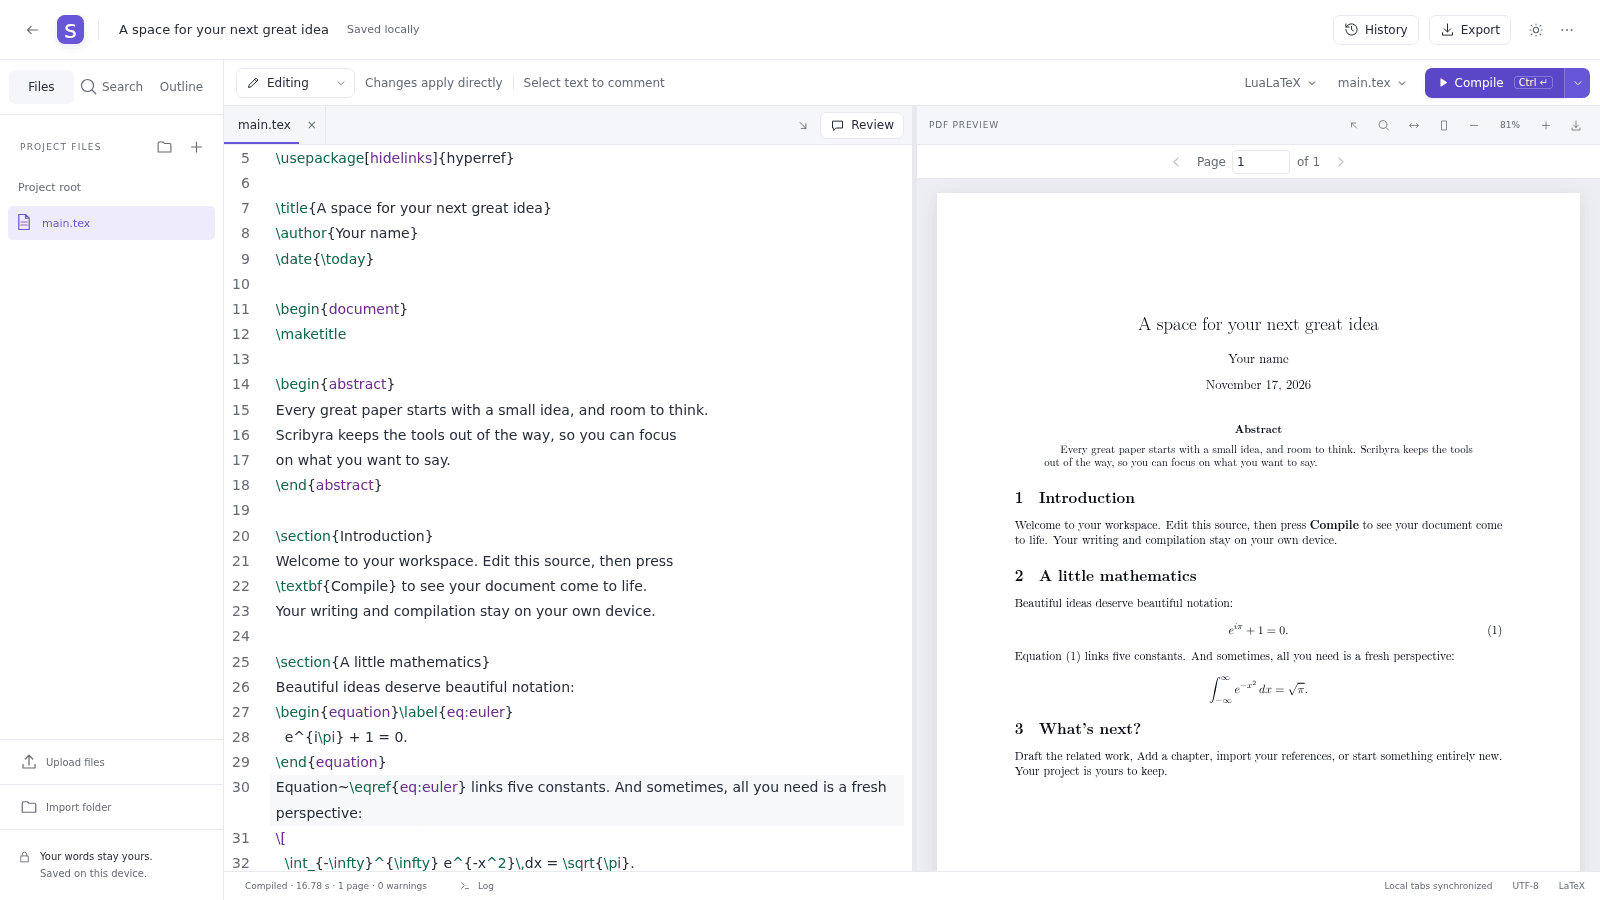 S
A space for your next great idea
Saved locally
History
Export
Files
Search
Outline
PROJECT FILES
Project root
main.tex
Upload files
Import folder
Your words stay yours.
Saved on this device.
Editing
Changes apply directly
Select text to comment
LuaLaTeX
main.tex
Compile
Ctrl ↵
main.tex ×
Review
5 \usepackage[hidelinks]{hyperref}
6
7 \title{A space for your next great idea}
8 \author{Your name}
9 \date{\today}
10
11 \begin{document}
12 \maketitle
13
14 \begin{abstract}
15 Every great paper starts with a small idea, and room to think.
16 Scribyra keeps the tools out of the way, so you can focus
17 on what you want to say.
18 \end{abstract}
19
20 \section{Introduction}
21 Welcome to your workspace. Edit this source, then press
22 \textbf{Compile} to see your document come to life.
23 Your writing and compilation stay on your own device.
24
25 \section{A little mathematics}
26 Beautiful ideas deserve beautiful notation:
27 \begin{equation}\label{eq:euler}
28 e^{i\pi} + 1 = 0.
29 \end{equation}
30 Equation~\eqref{eq:euler} links five constants. And sometimes, all you need is a fresh
perspective:
31 \[
32 \int_{-\infty}^{\infty} e^{-x^2}\,dx = \sqrt{\pi}.
PDF PREVIEW
81%
Page 1 of 1
A space for your next great idea
Your name
November 17, 2026
Abstract
Every great paper starts with a small idea, and room to think. Scribyra keeps the tools
out of the way, so you can focus on what you want to say.
1 Introduction
Welcome to your workspace. Edit this source, then press Compile to see your document come
to life. Your writing and compilation stay on your own device.
2 A little mathematics
Beautiful ideas deserve beautiful notation:
e^{iπ} + 1 = 0. (1)
Equation (1) links five constants. And sometimes, all you need is a fresh perspective:
∫_{−∞}^{∞} e^{−x²} dx = √π.
3 What's next?
Draft the related work, Add a chapter, import your references, or start something entirely new.
Your project is yours to keep.
Compiled · 16.78 s · 1 page · 0 warnings
Log
Local tabs synchronized
UTF-8
LaTeX